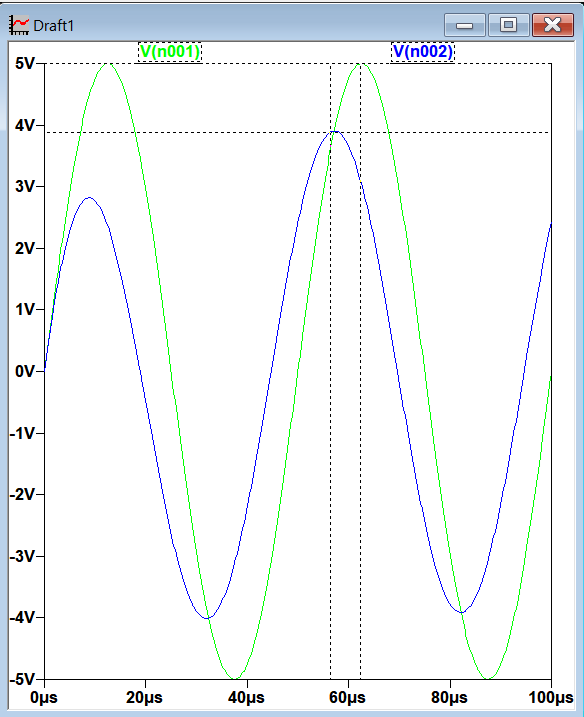 Draft1
V(n001) V(n002)
5V
4V
3V
2V
1V
0V
-1V
-2V
-3V
-4V
-5V
0µs 20µs 40µs 60µs 80µs 100µs